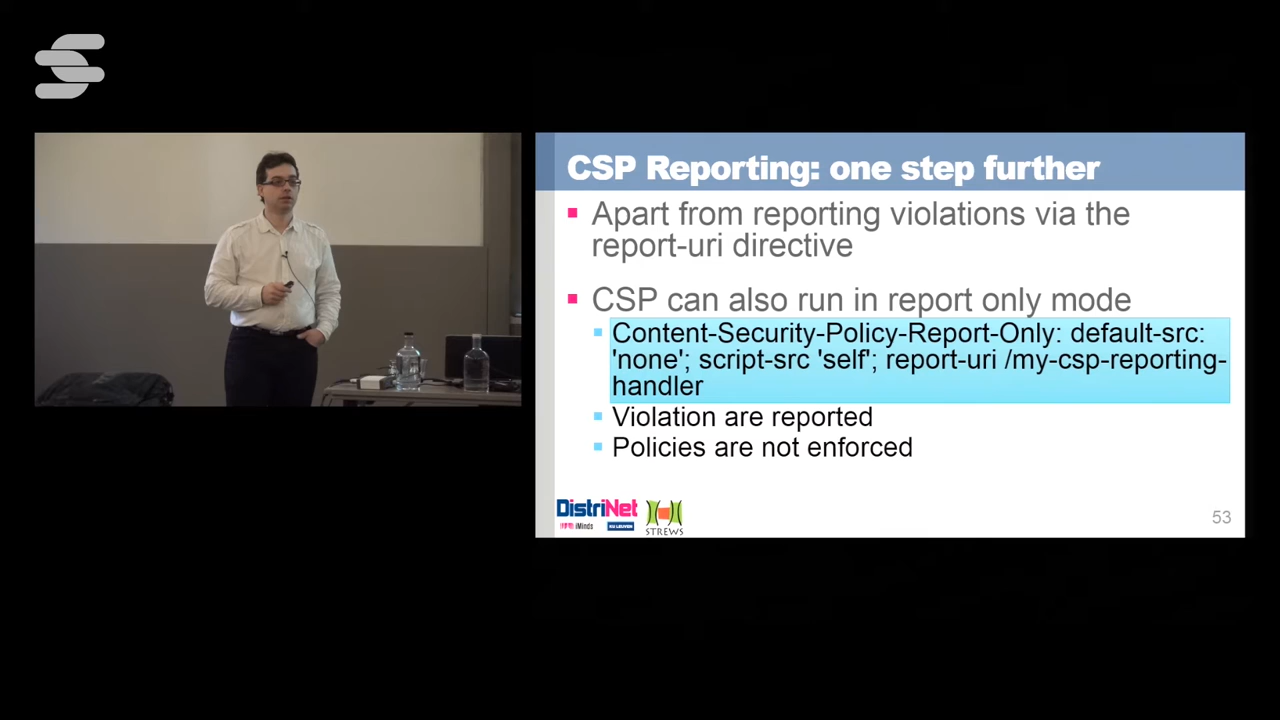 CSP Reporting: one step further
Apart from reporting violations via the
report-uri directive
CSP can also run in report only mode
Content-Security-Policy-Report-Only: default-src:
'none'; script-src 'self'; report-uri /my-csp-reporting-
handler
Violation are reported
Policies are not enforced
DistriNet
iMinds KU LEUVEN
STREWS
53